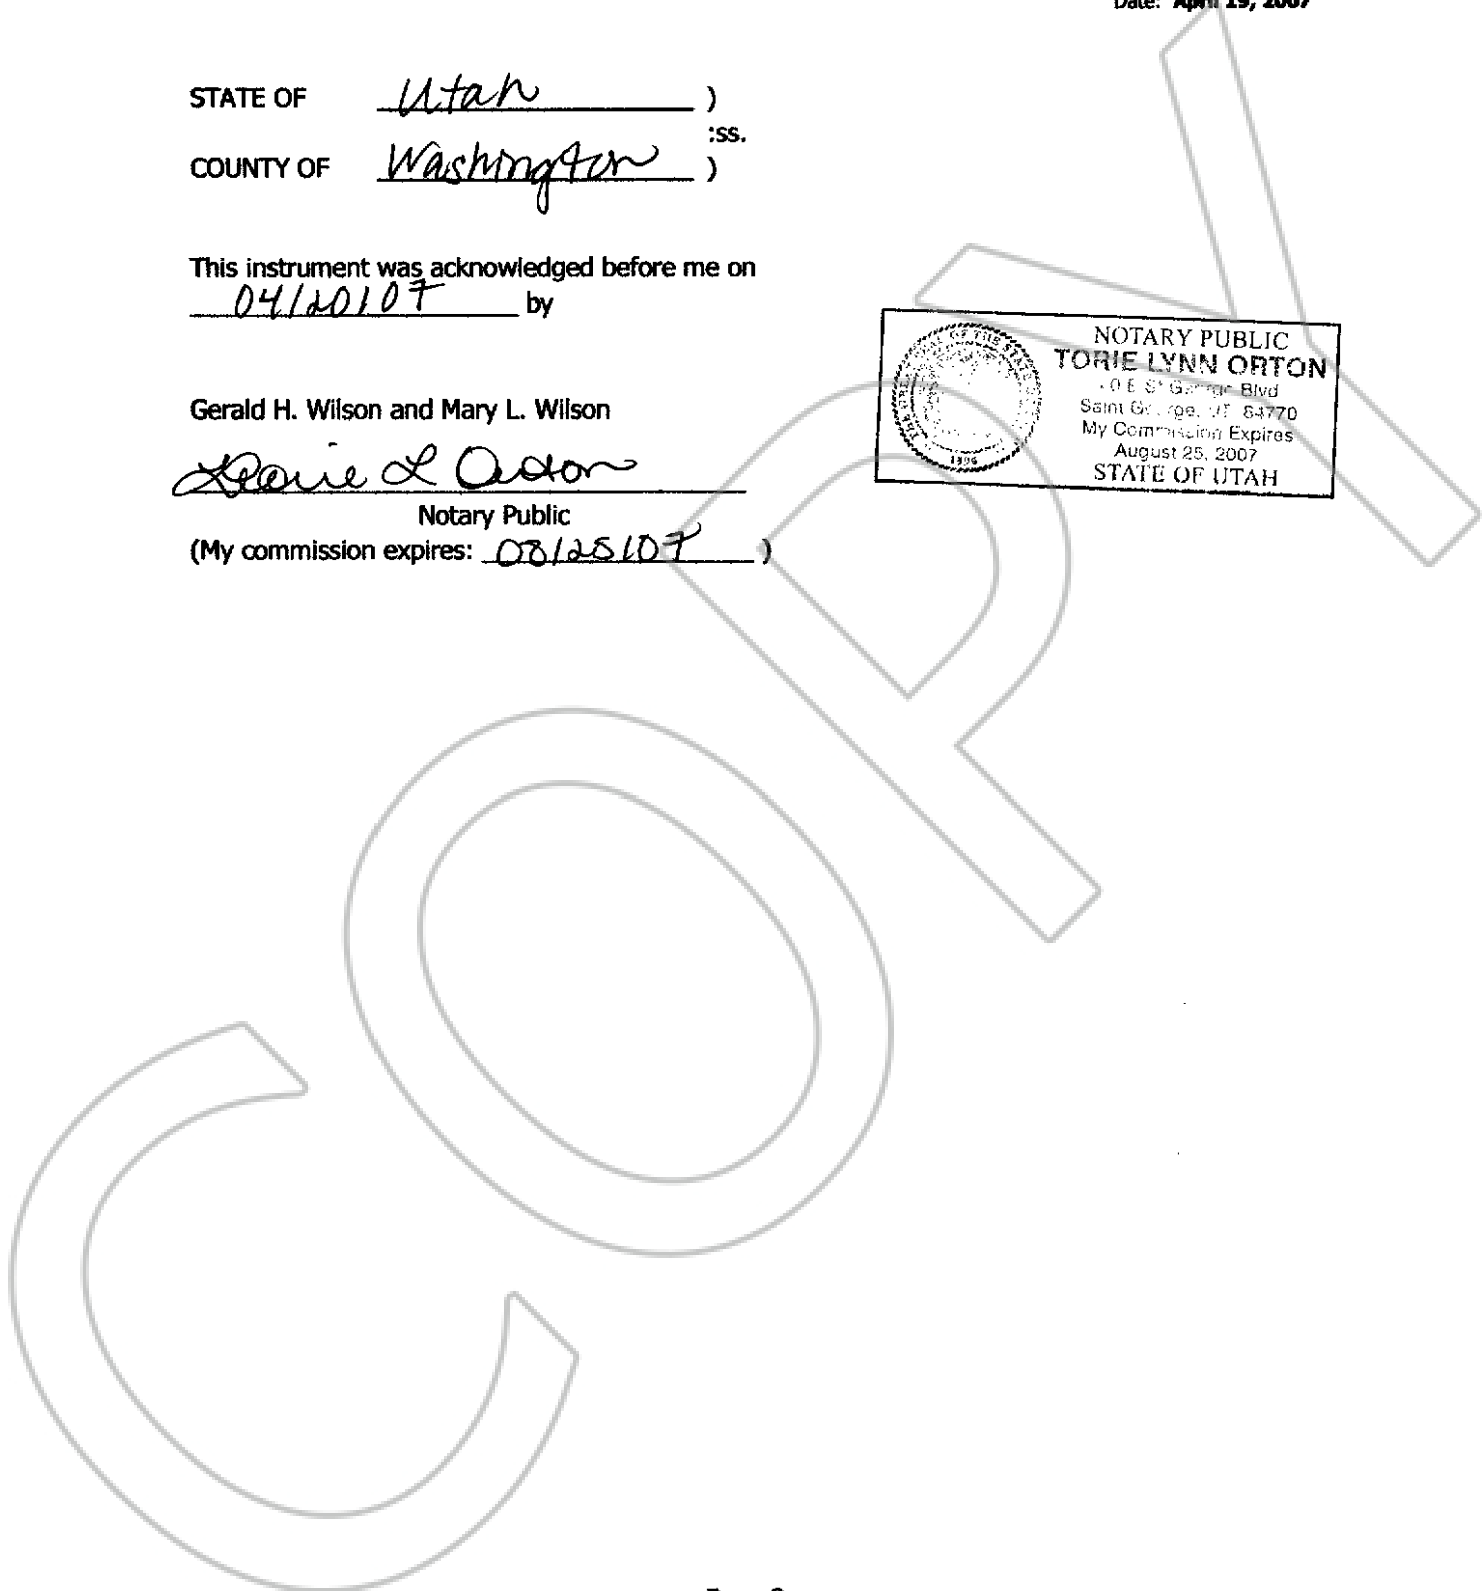 Date: April 19, 2007
STATE OF Utah )
:ss.
COUNTY OF Washington )
This instrument was acknowledged before me on
04/20/07 by
Gerald H. Wilson and Mary L. Wilson
Notary Public
(My commission expires: 08/25/07 )
NOTARY PUBLIC
TORIE LYNN ORTON
Blvd
Saint 84770
My Commission Expires
August 25, 2007
STATE OF UTAH
1896
COPY